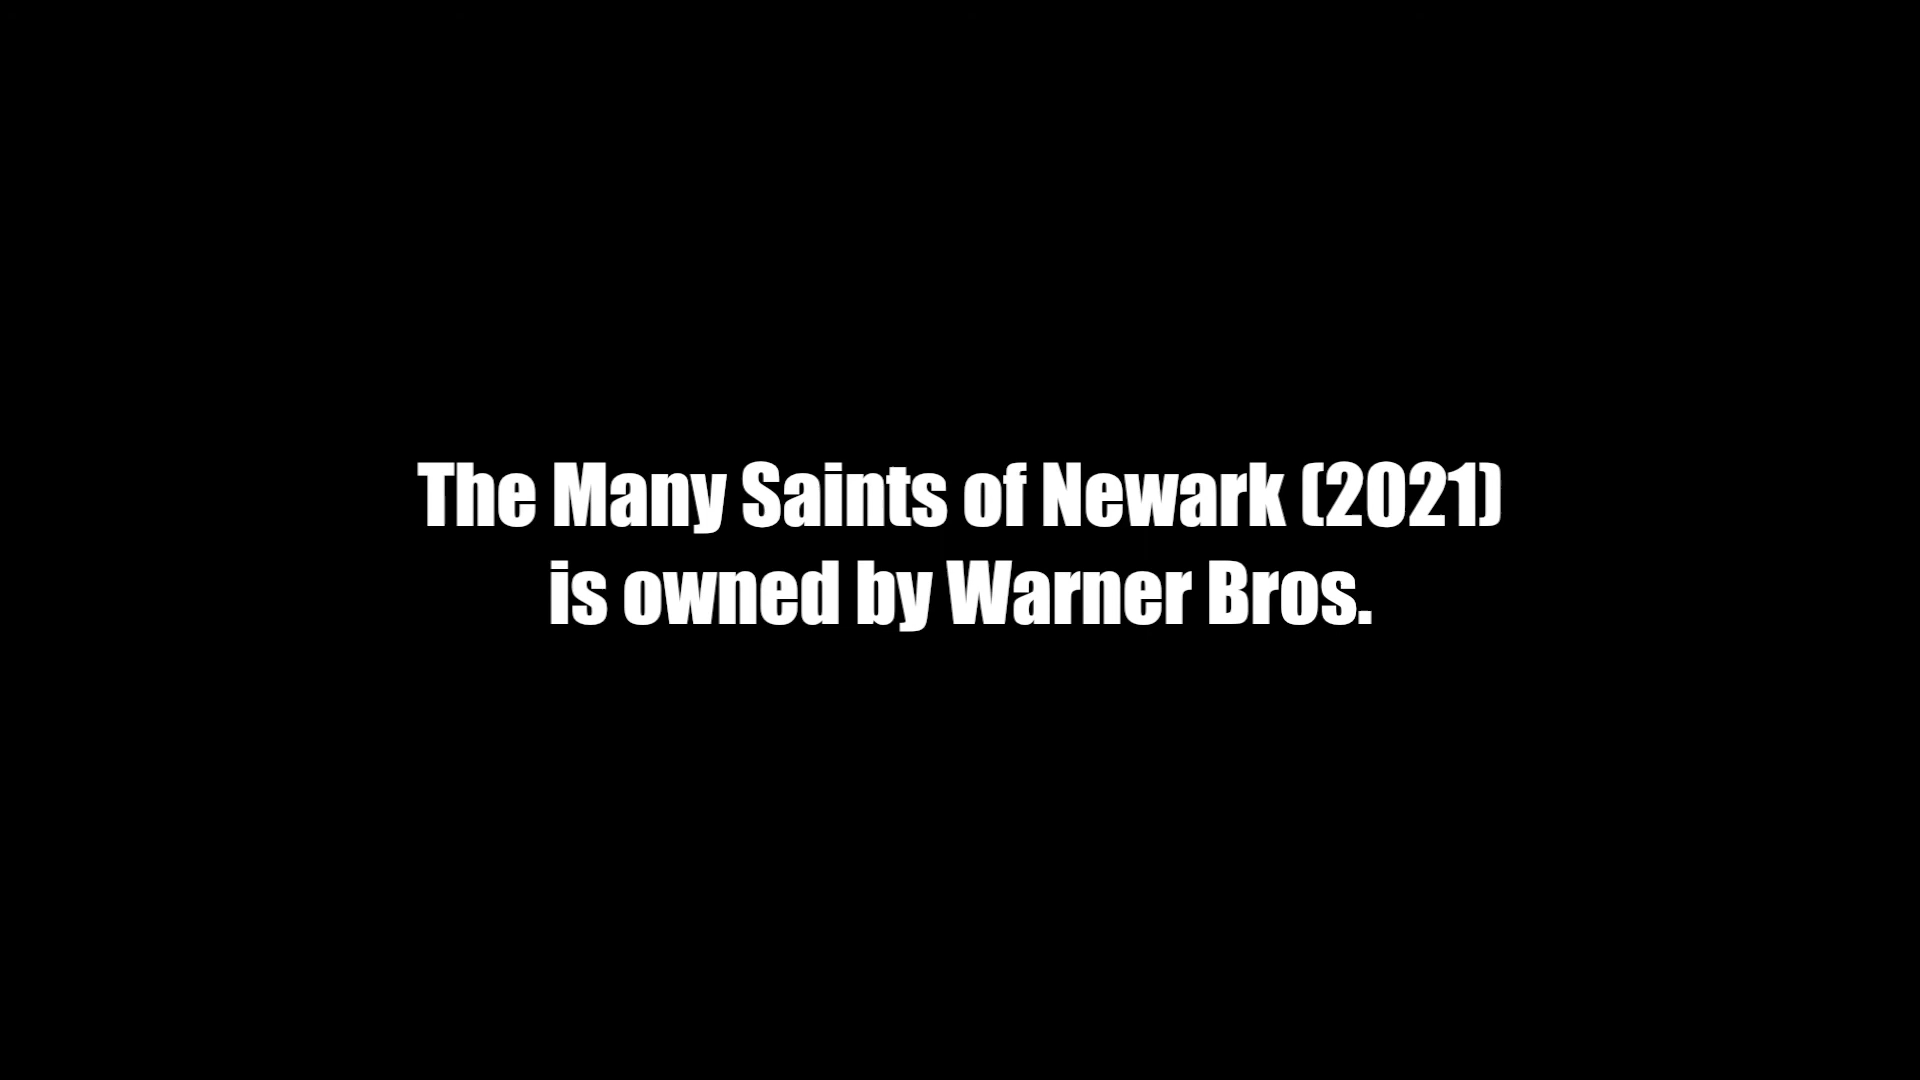 The Many Saints of Newark (2021)
is owned by Warner Bros.